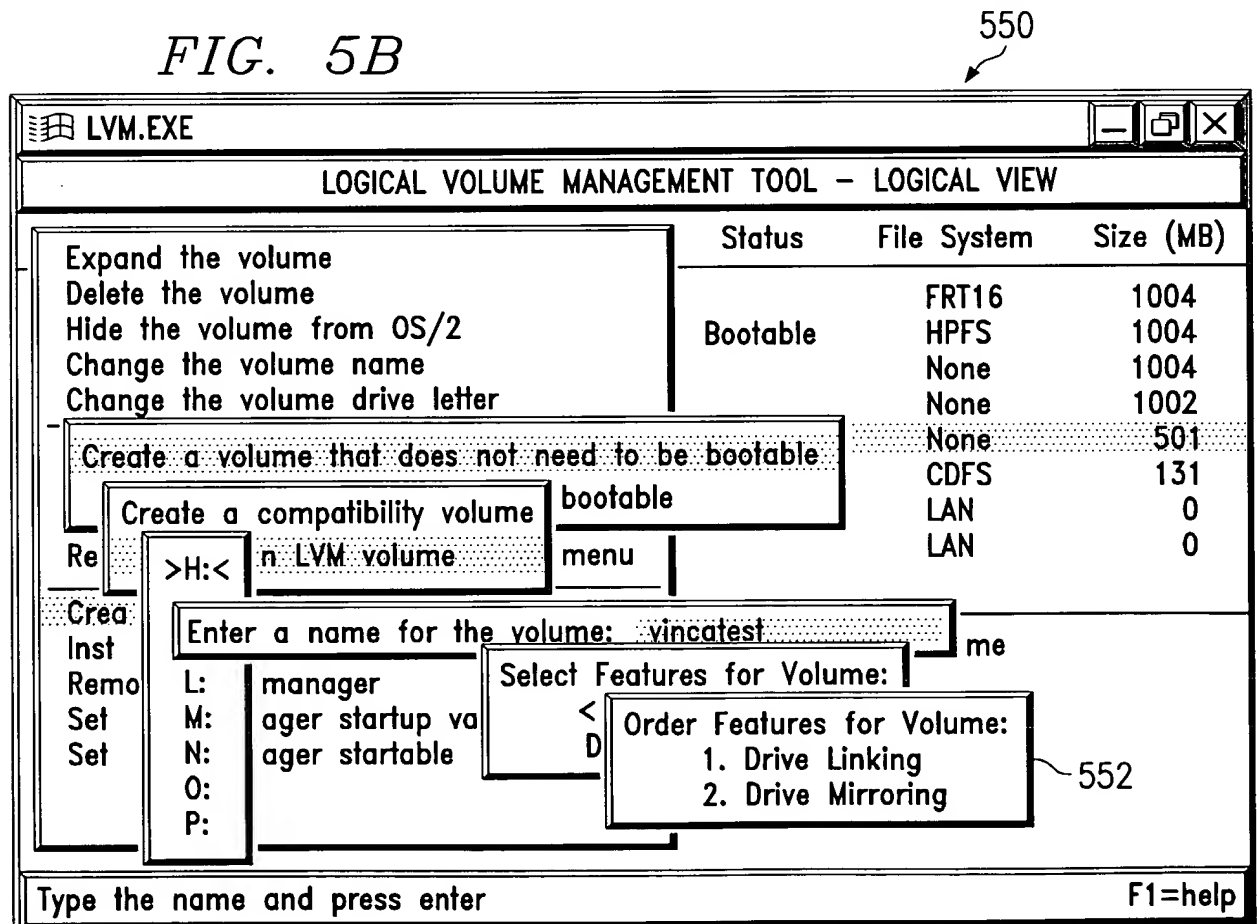 FIG. 5B
550
LVM.EXE
LOGICAL VOLUME MANAGEMENT TOOL – LOGICAL VIEW
Status File System Size (MB)
Expand the volume
Delete the volume
Hide the volume from OS/2
Change the volume name
Change the volume drive letter
FRT16 1004
Bootable HPFS 1004
None 1004
None 1002
None 501
CDFS 131
LAN 0
LAN 0
Create a volume that does not need to be bootable
bootable
Create a compatibility volume
Re n LVM volume menu
>H:<
Crea
Enter a name for the volume: vincatest
Inst me
Select Features for Volume:
Remo L: manager
Set M: ager startup va <
Set N: ager startable D
O:
P:
Order Features for Volume:
1. Drive Linking
2. Drive Mirroring
552
Type the name and press enter F1=help